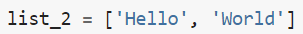 list_2 = ['Hello', 'World']